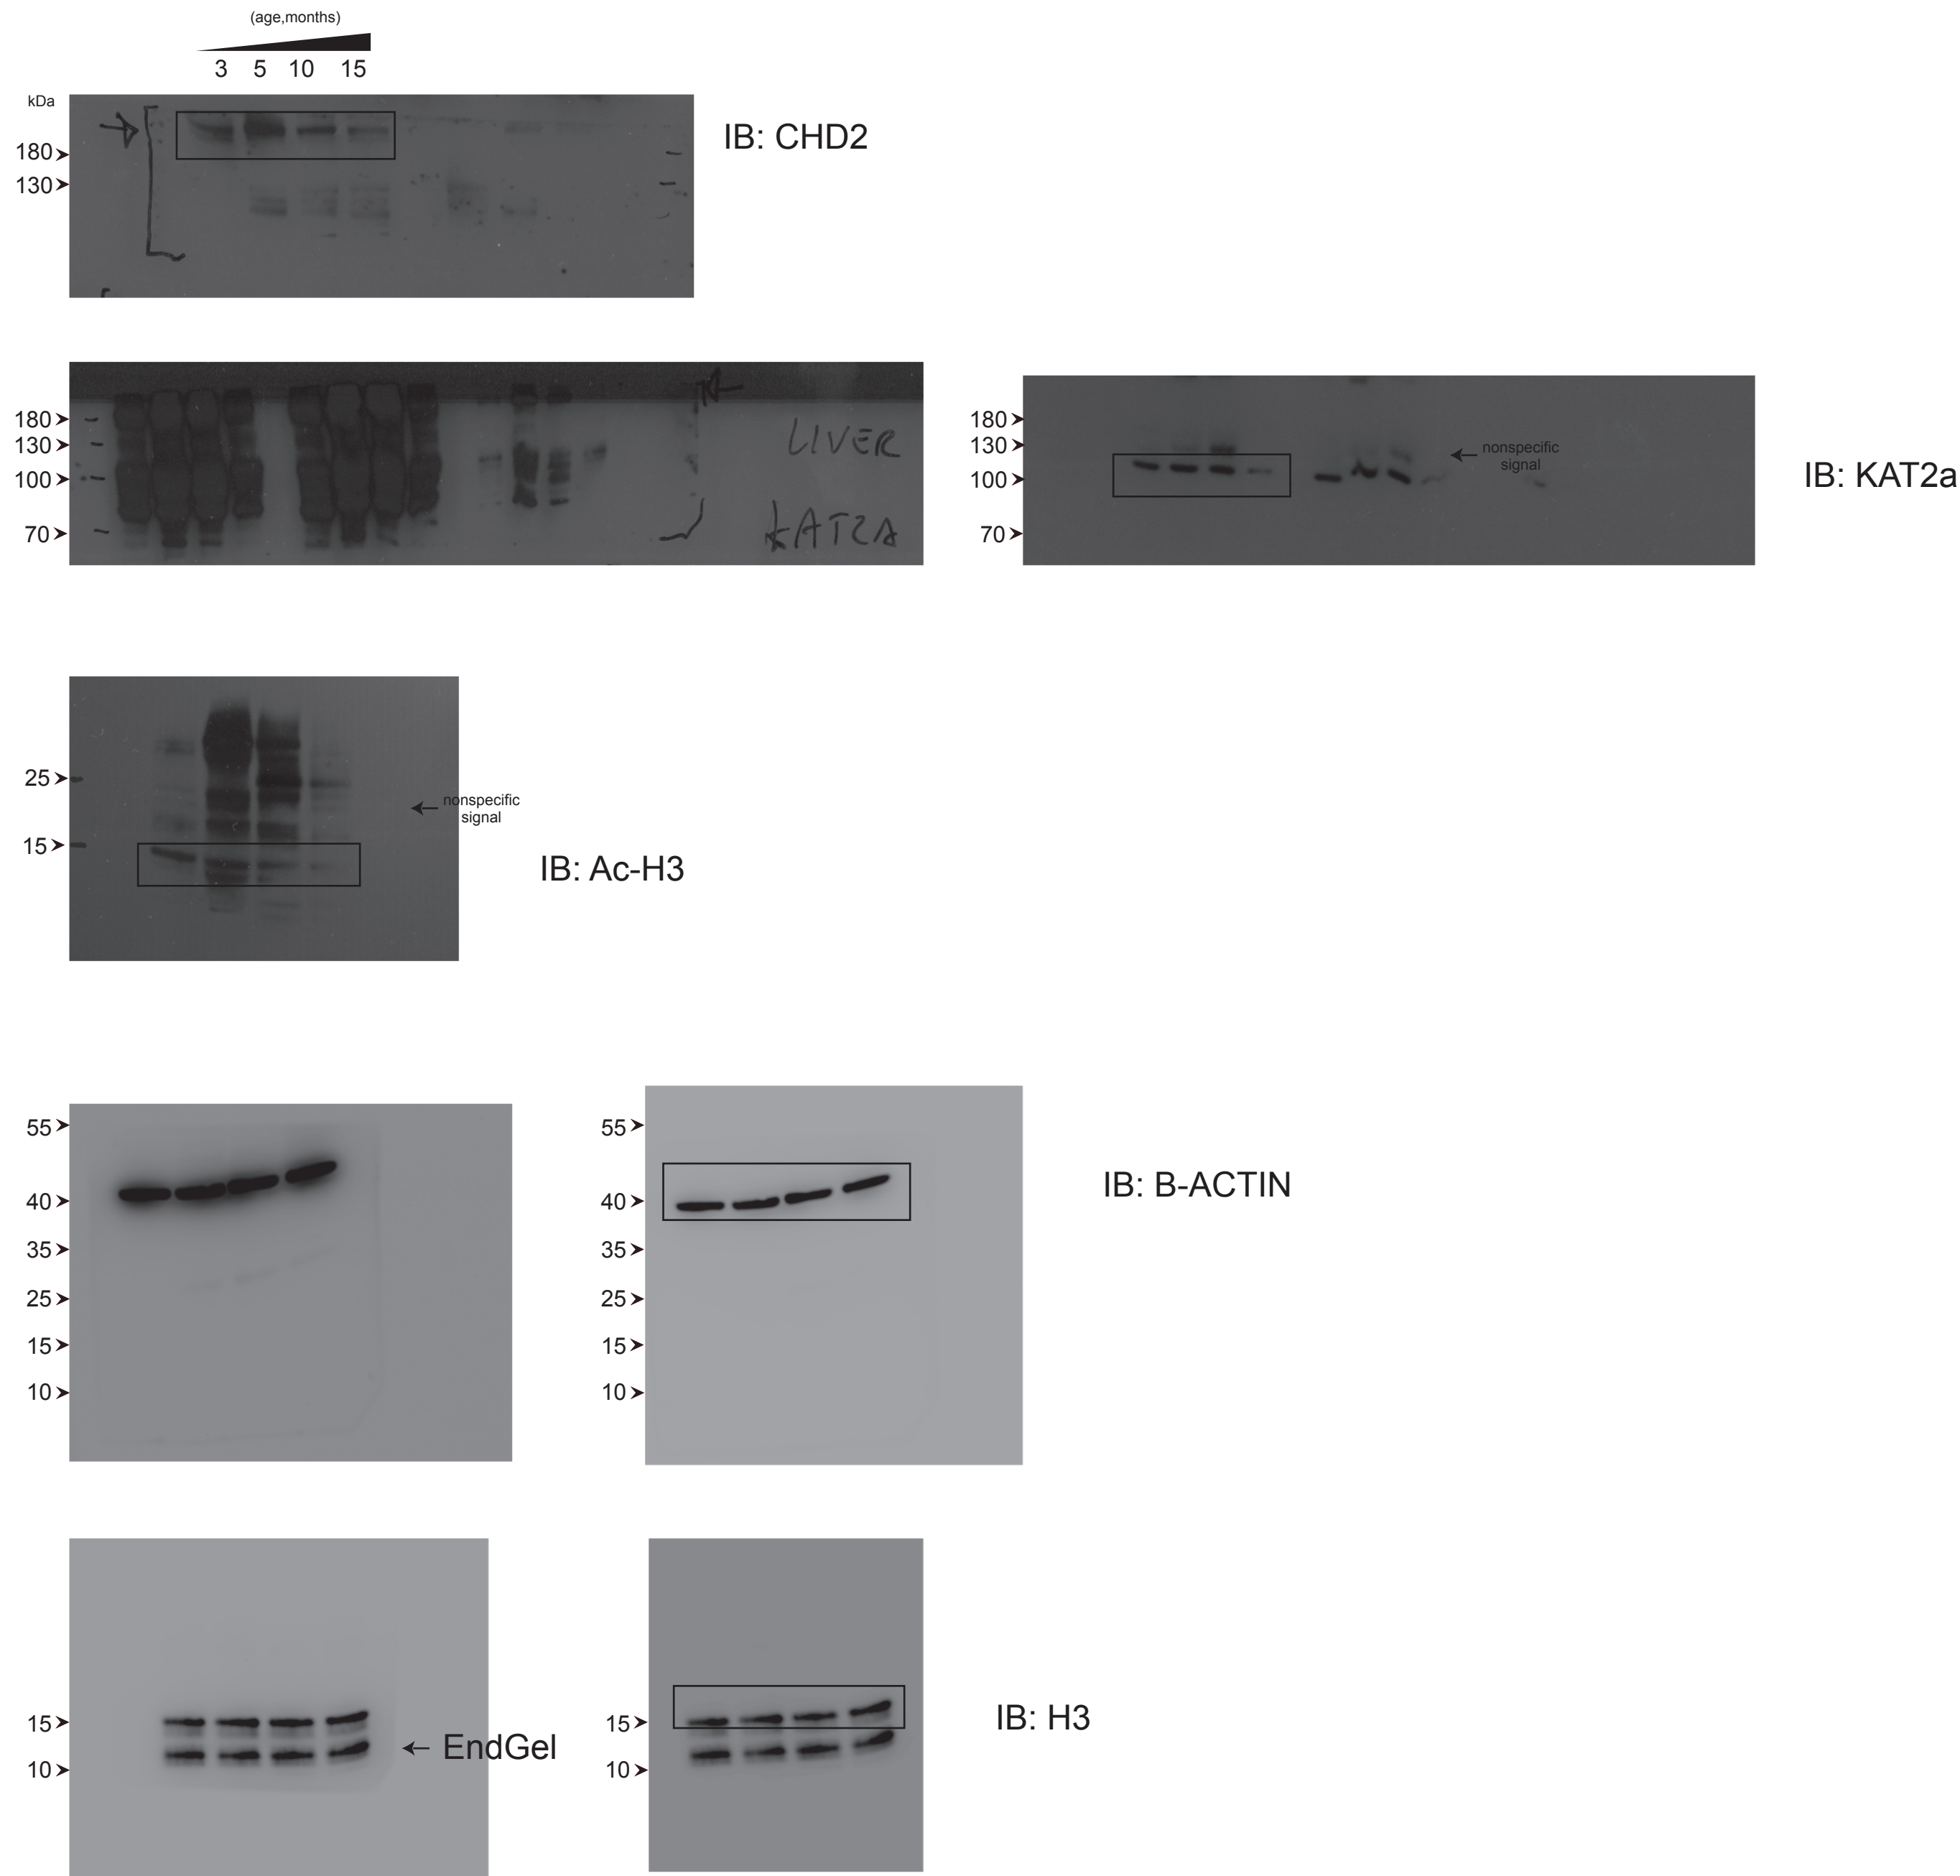 (age,months)
3 5 10 15
kDa
180
130
IB: CHD2
180
130
100
70
LIVER
KAT2A
180
130
100
70
nonspecific
signal
IB: KAT2a
25
15
nonspecific
signal
IB: Ac-H3
55
40
35
25
15
10
55
40
35
25
15
10
IB: B-ACTIN
15
10
EndGel
15
10
IB: H3